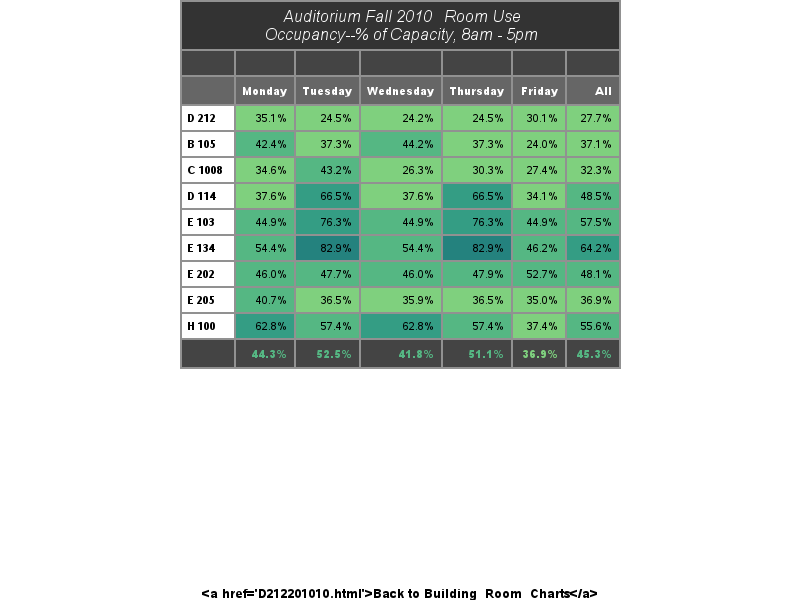 Auditorium Fall 2010 Room Use
Occupancy--% of Capacity, 8am - 5pm
Monday Tuesday Wednesday Thursday Friday All
D 212 35.1% 24.5% 24.2% 24.5% 30.1% 27.7%
B 105 42.4% 37.3% 44.2% 37.3% 24.0% 37.1%
C 1008 34.6% 43.2% 26.3% 30.3% 27.4% 32.3%
D 114 37.6% 66.5% 37.6% 66.5% 34.1% 48.5%
E 103 44.9% 76.3% 44.9% 76.3% 44.9% 57.5%
E 134 54.4% 82.9% 54.4% 82.9% 46.2% 64.2%
E 202 46.0% 47.7% 46.0% 47.9% 52.7% 48.1%
E 205 40.7% 36.5% 35.9% 36.5% 35.0% 36.9%
H 100 62.8% 57.4% 62.8% 57.4% 37.4% 55.6%
44.3% 52.5% 41.8% 51.1% 36.9% 45.3%
<a href='D212201010.html'>Back to Building Room Charts</a>